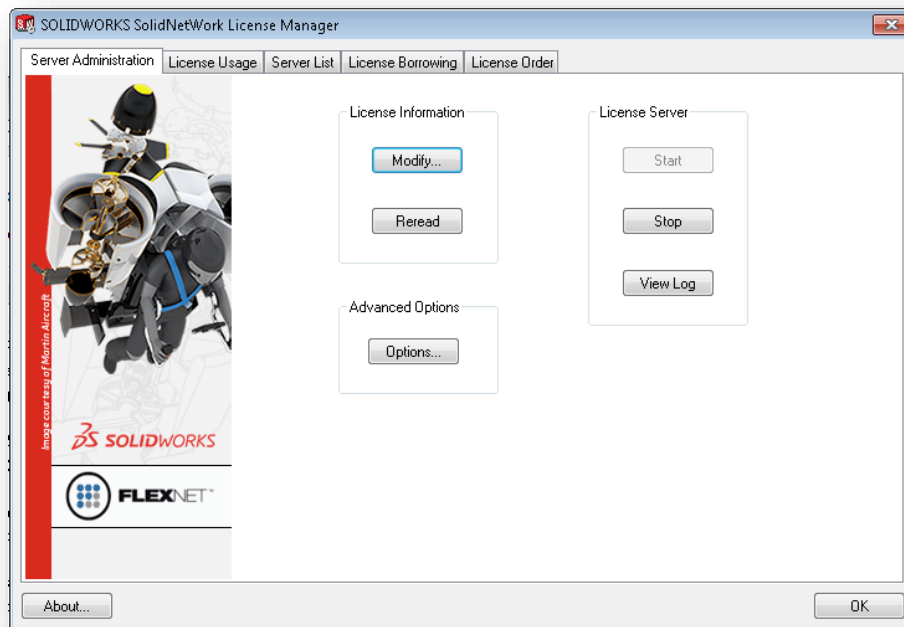 SOLIDWORKS SolidNetWork License Manager
Server Administration License Usage Server List License Borrowing License Order
License Information
Modify...
Reread
Advanced Options
Options...
License Server
Start
Stop
View Log
Image courtesy of Martin Aircraft
SOLIDWORKS
FLEXNET™
About...
OK